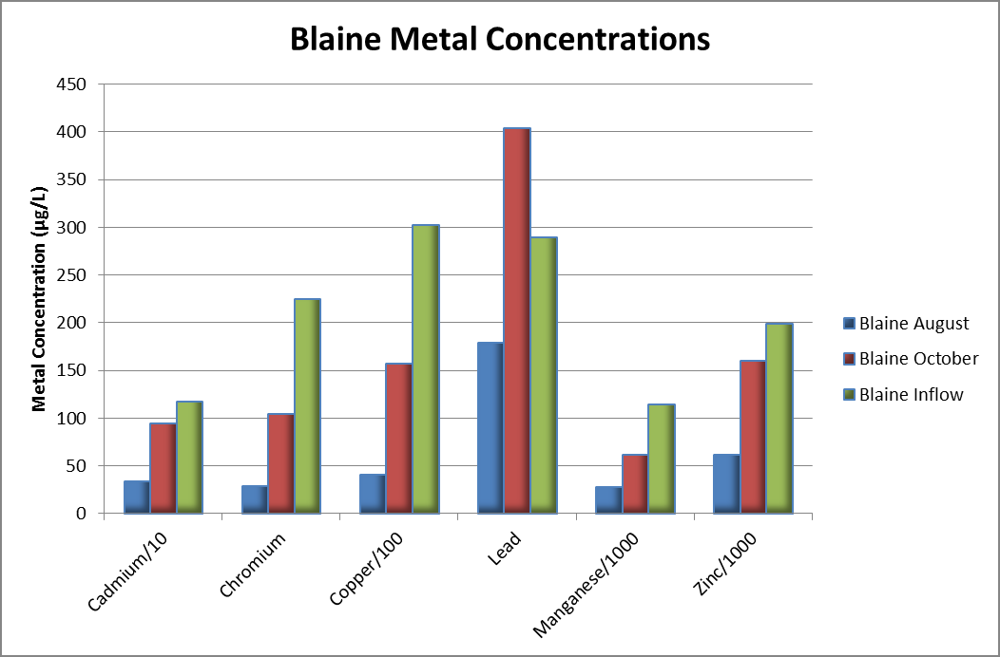 Blaine Metal Concentrations
Metal Concentration (µg/L)
450
400
350
300
250
200
150
100
50
0
Cadmium/10
Chromium
Copper/100
Lead
Manganese/1000
Zinc/1000
Blaine August
Blaine October
Blaine Inflow